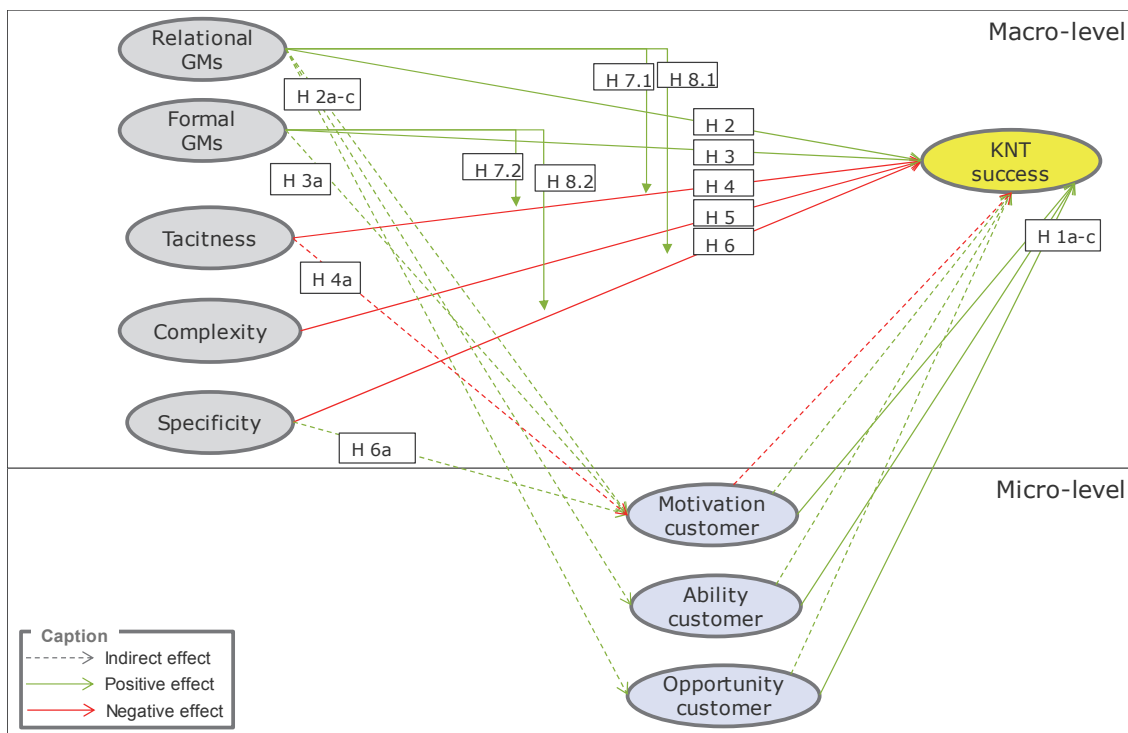 Macro-level
Relational
GMs
H 7.1
H 8.1
H 2a-c
H 2
Formal
GMs
H 3
KNT
success
H 3a
H 7.2
H 8.2
H 4
H 5
H 6
H 1a-c
Tacitness
H 4a
Complexity
Specificity
H 6a
Micro-level
Motivation
customer
Ability
customer
Opportunity
customer
Caption
Indirect effect
Positive effect
Negative effect